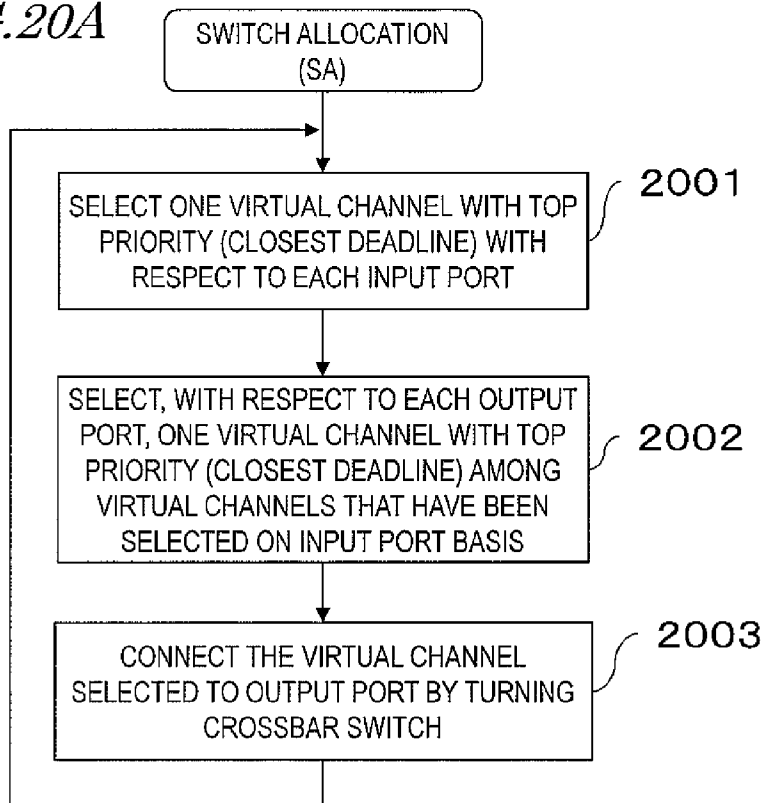 .20A
SWITCH ALLOCATION
(SA)
2001
SELECT ONE VIRTUAL CHANNEL WITH TOP
PRIORITY (CLOSEST DEADLINE) WITH
RESPECT TO EACH INPUT PORT
2002
SELECT, WITH RESPECT TO EACH OUTPUT
PORT, ONE VIRTUAL CHANNEL WITH TOP
PRIORITY (CLOSEST DEADLINE) AMONG
VIRTUAL CHANNELS THAT HAVE BEEN
SELECTED ON INPUT PORT BASIS
2003
CONNECT THE VIRTUAL CHANNEL
SELECTED TO OUTPUT PORT BY TURNING
CROSSBAR SWITCH